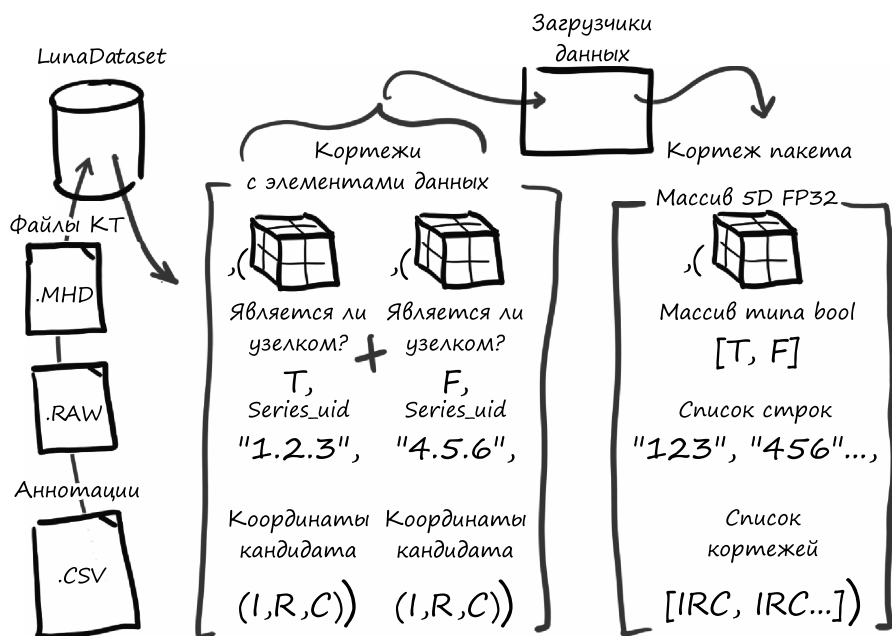 LunaDataset
Файлы КТ
.MHD
.RAW
Аннотации
.CSV
Загрузчики
данных
Кортежи
с элементами данных
,(
Является ли
узелком?
T,
Series_uid
"1.2.3",
Координаты
кандидата
(I,R,C))
+
,(
Является ли
узелком?
F,
Series_uid
"4.5.6",
Координаты
кандидата
(I,R,C))
Кортеж пакета
Массив 5D FP32
,(
Массив типа bool
[T, F]
Список строк
"123", "456"...,
Список
кортежей
[IRC, IRC...])